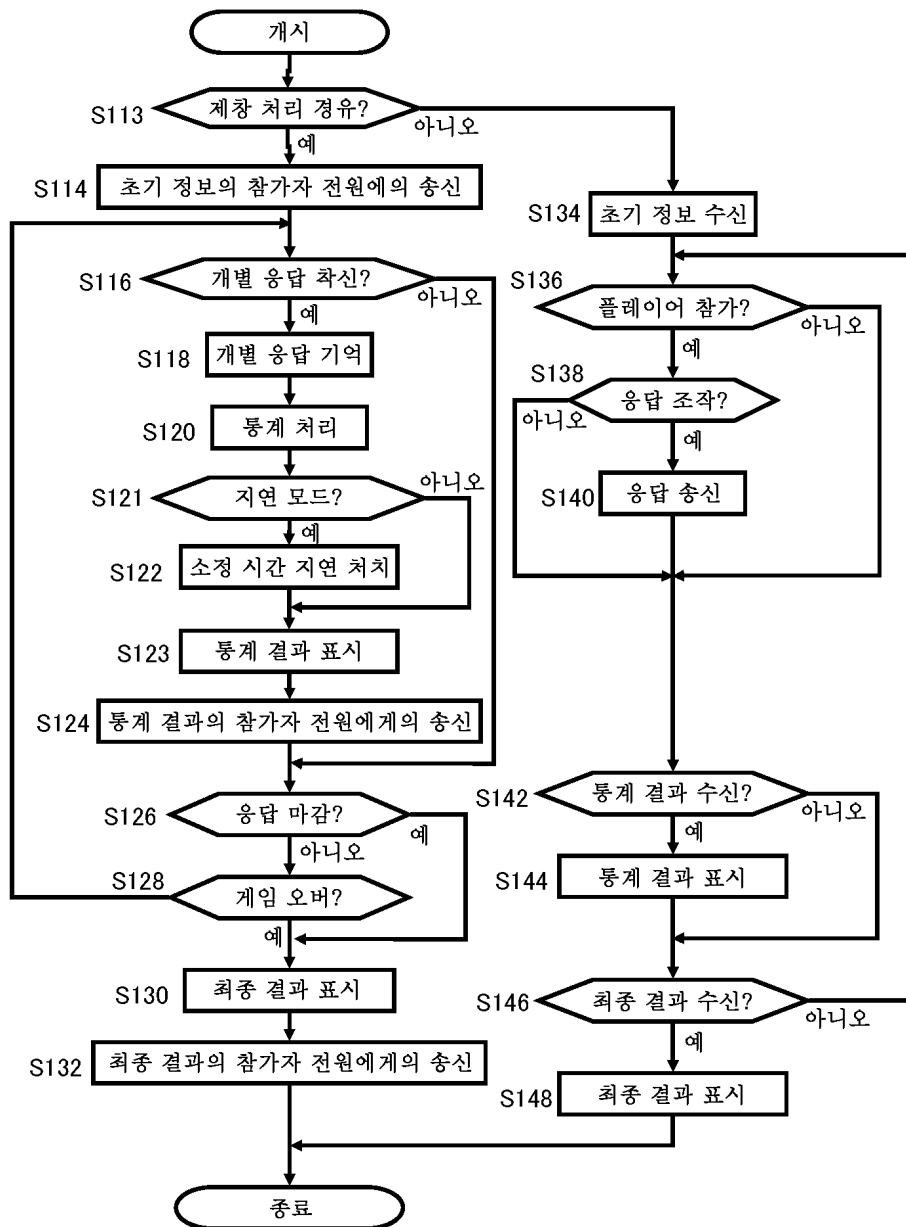 개시
S113
제창 처리 경유?
아니오
예
S114
초기 정보의 참가자 전원에의 송신
S116
개별 응답 착신?
아니오
예
S118
개별 응답 기억
S120
통계 처리
S121
지연 모드?
아니오
예
S122
소정 시간 지연 처치
S123
통계 결과 표시
S124
통계 결과의 참가자 전원에게의 송신
S126
응답 마감?
예
아니오
S128
게임 오버?
예
S130
최종 결과 표시
S132
최종 결과의 참가자 전원에게의 송신
S134
초기 정보 수신
S136
플레이어 참가?
아니오
예
S138
응답 조작?
아니오
예
S140
응답 송신
S142
통계 결과 수신?
아니오
예
S144
통계 결과 표시
S146
최종 결과 수신?
아니오
예
S148
최종 결과 표시
종료